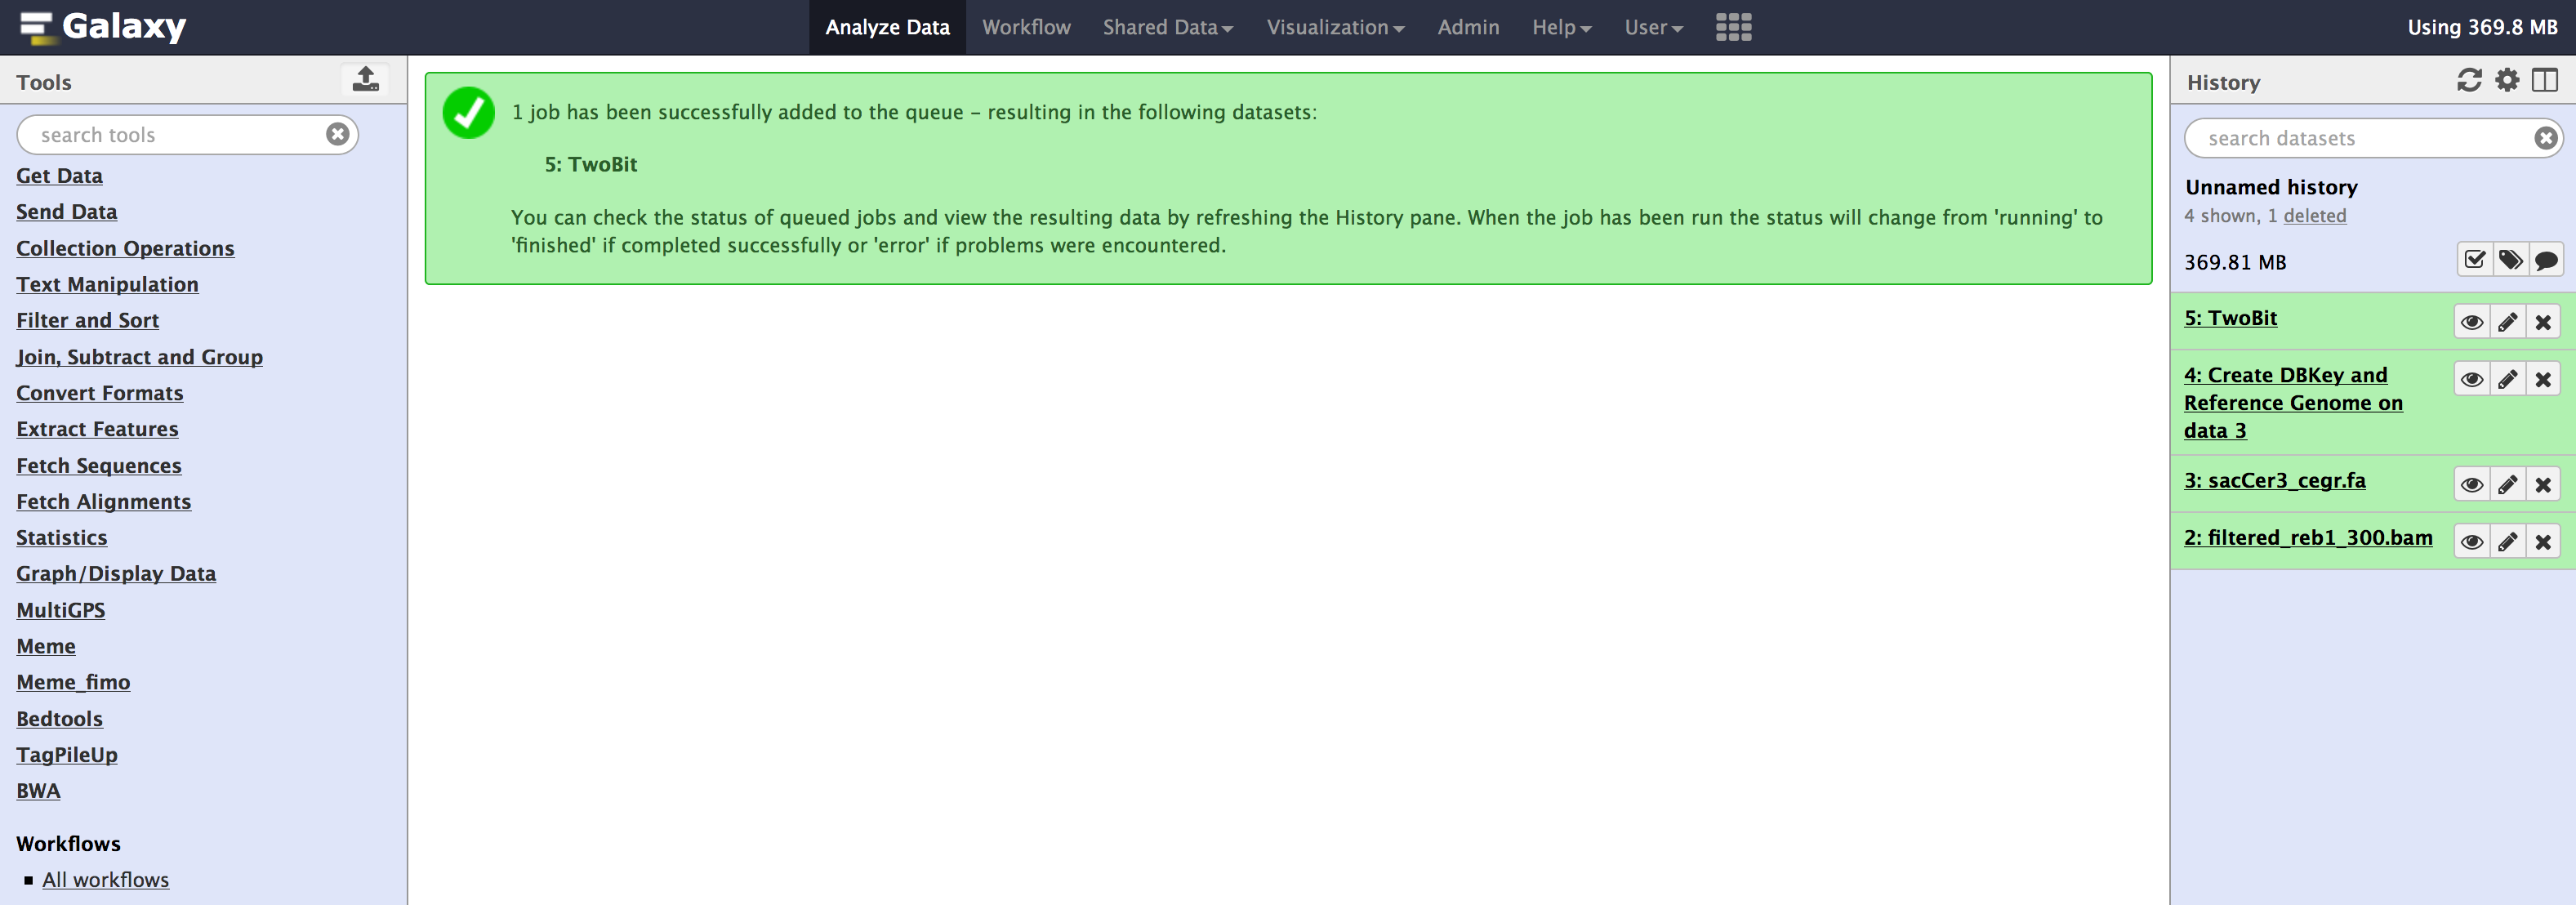 Galaxy
Analyze Data
Workflow
Shared Data
Visualization
Admin
Help
User
Using 369.8 MB
Tools
search tools
Get Data
Send Data
Collection Operations
Text Manipulation
Filter and Sort
Join, Subtract and Group
Convert Formats
Extract Features
Fetch Sequences
Fetch Alignments
Statistics
Graph/Display Data
MultiGPS
Meme
Meme_fimo
Bedtools
TagPileUp
BWA
Workflows
All workflows
1 job has been successfully added to the queue – resulting in the following datasets:
5: TwoBit
You can check the status of queued jobs and view the resulting data by refreshing the History pane. When the job has been run the status will change from 'running' to
'finished' if completed successfully or 'error' if problems were encountered.
History
search datasets
Unnamed history
4 shown, 1 deleted
369.81 MB
5: TwoBit
4: Create DBKey and
Reference Genome on
data 3
3: sacCer3_cegr.fa
2: filtered_reb1_300.bam